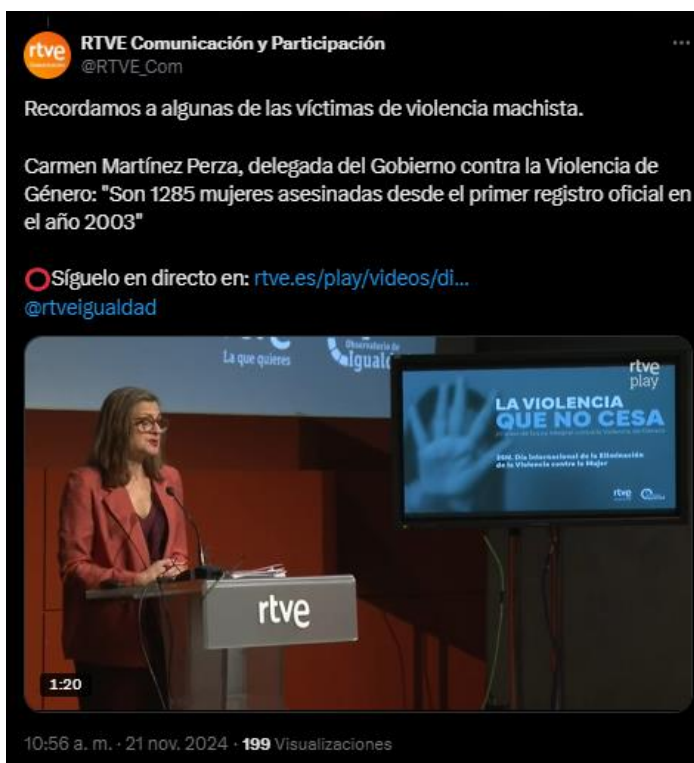 rtve
RTVE Comunicación y Participación
@RTVE_Com
Recordamos a algunas de las víctimas de violencia machista.
Carmen Martínez Perza, delegada del Gobierno contra la Violencia de
Género: "Son 1285 mujeres asesinadas desde el primer registro oficial en
el año 2003"
Síguelo en directo en: rtve.es/play/videos/di...
@rtveigualdad
La que quieres
Observatorio de
Iguald
rtve
play
LA VIOLENCIA
QUE NO CESA
25N. Día Internacional de la Eliminación
de la Violencia contra la Mujer
rtve
rtve
1:20
10:56 a. m. · 21 nov. 2024 · 199 Visualizaciones